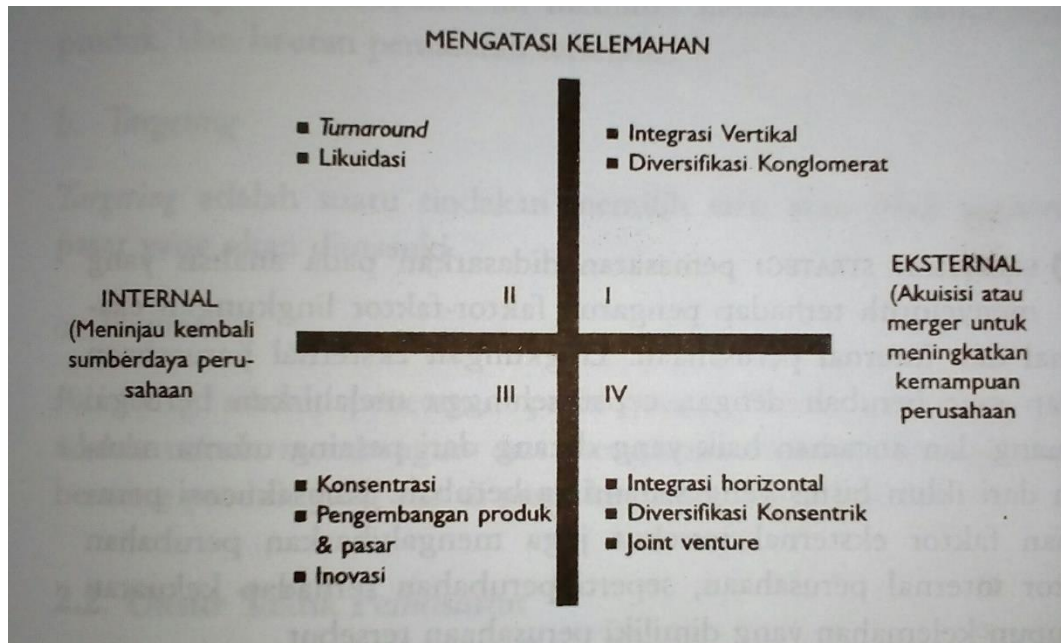 MENGATASI KELEMAHAN
Turnaround
Likuidasi
Integrasi Vertikal
Diversifikasi Konglomerat
INTERNAL
(Meninjau kembali
sumberdaya peru-
sahaan
II
I
III
IV
EKSTERNAL
(Akuisisi atau
merger untuk
meningkatkan
kemampuan
perusahaan
Konsentrasi
Pengembangan produk
& pasar
Inovasi
Integrasi horizontal
Diversifikasi Konsentrik
Joint venture